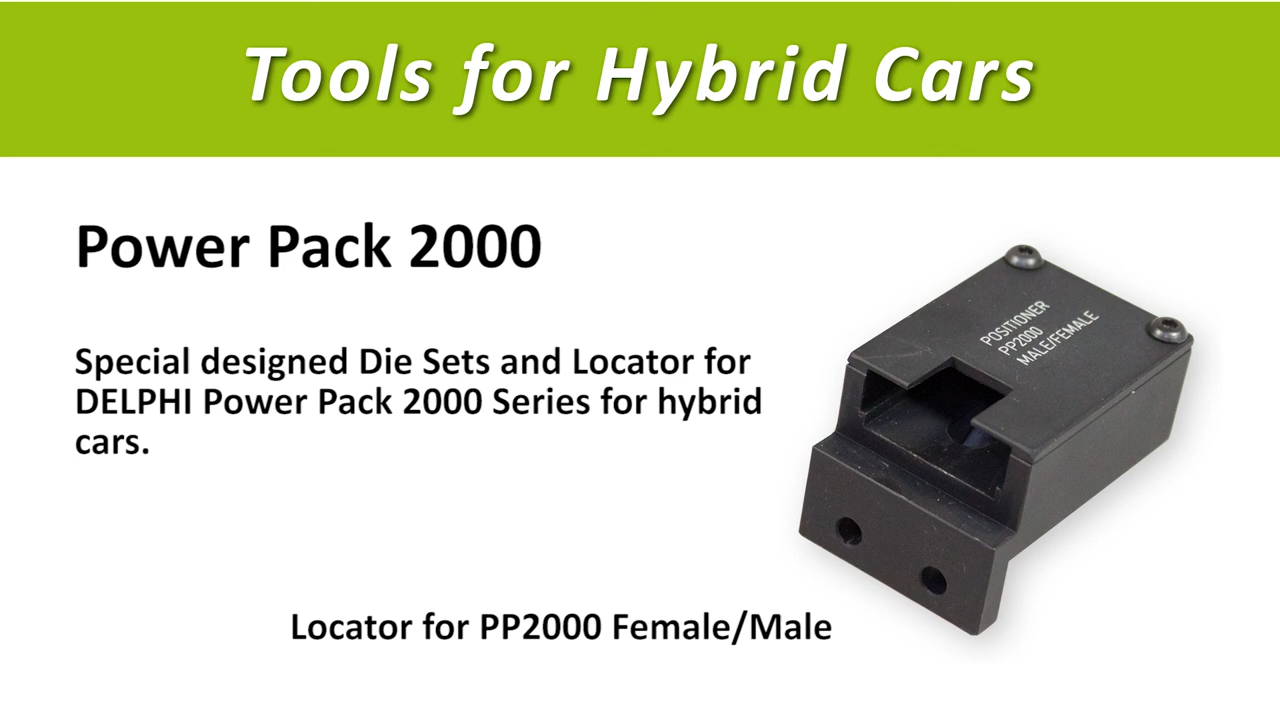 Tools for Hybrid Cars
Power Pack 2000
Special designed Die Sets and Locator for
DELPHI Power Pack 2000 Series for hybrid
cars.
POSITIONER
PP2000
MALE/FEMALE
Locator for PP2000 Female/Male